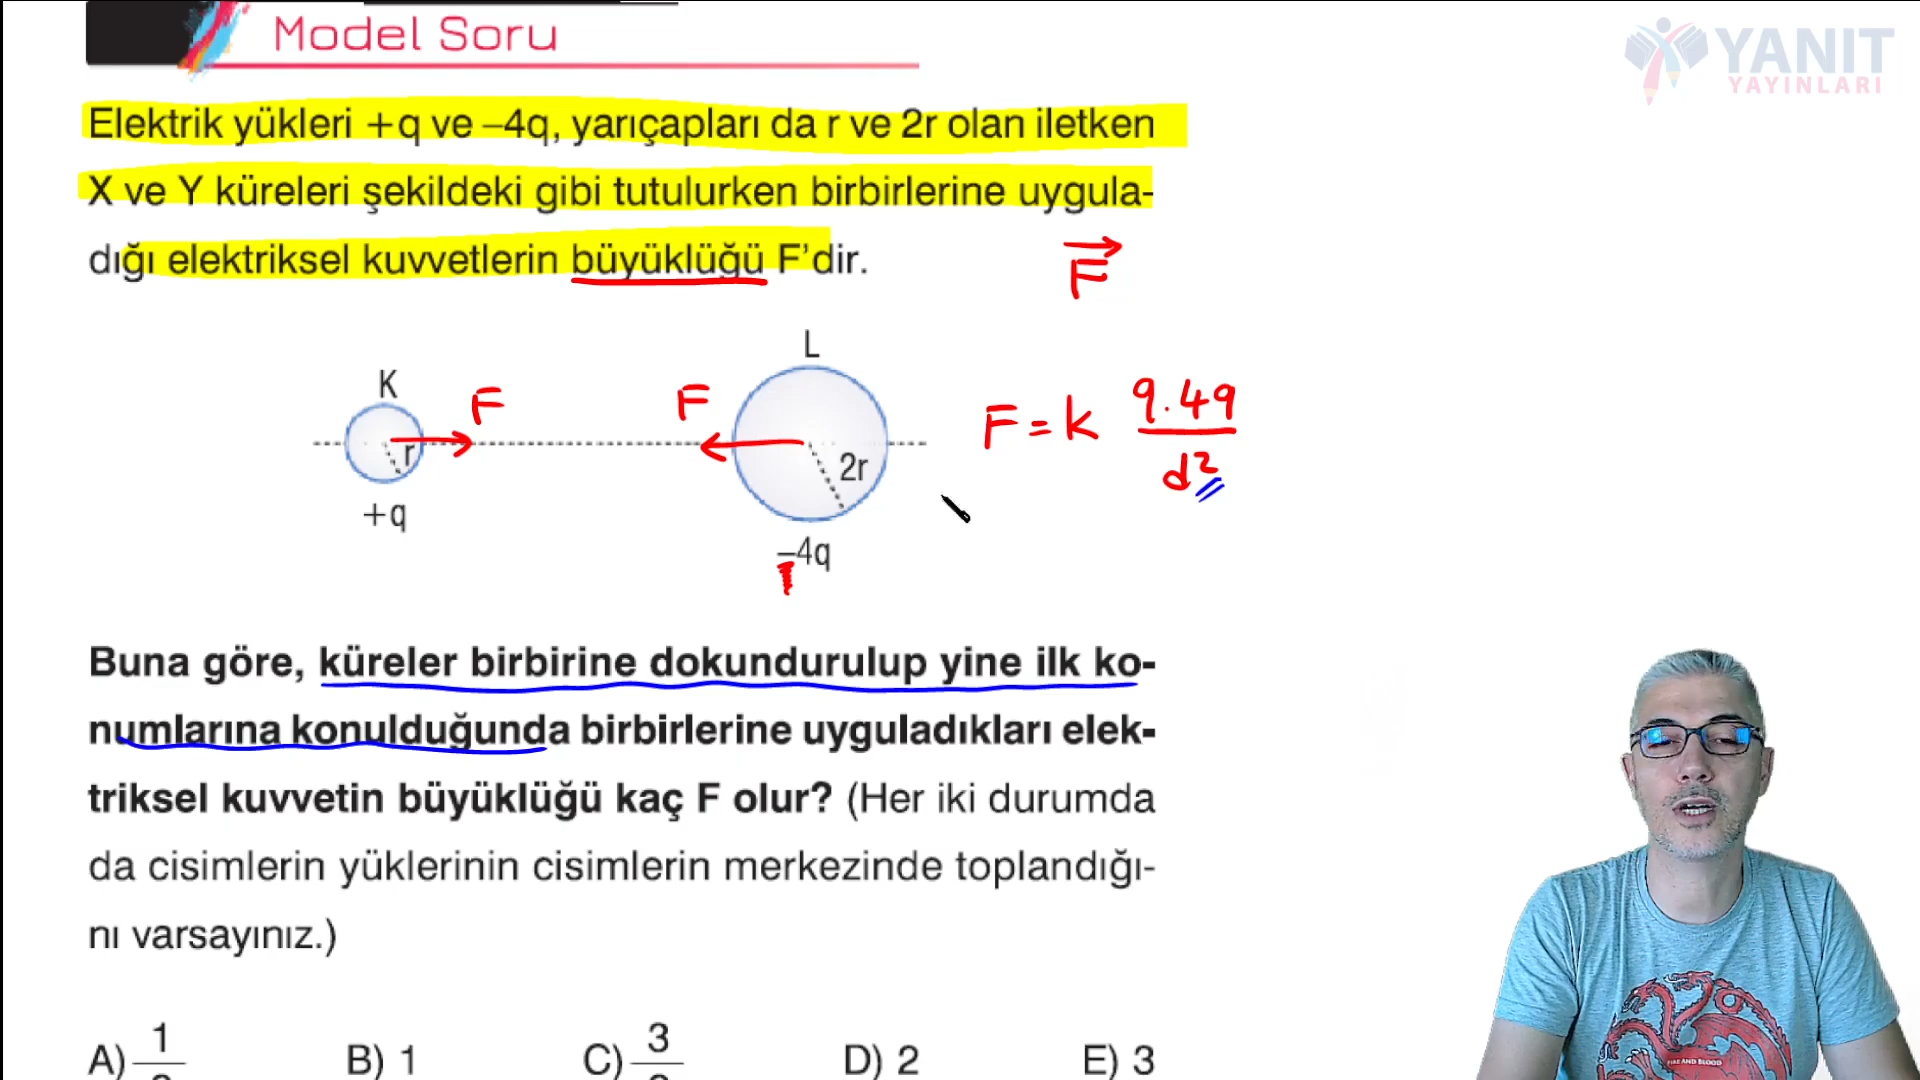 Model Soru
YANIT
YAYINLARI
Elektrik yükleri +q ve –4q, yarıçapları da r ve 2r olan iletken
X ve Y küreleri şekildeki gibi tutulurken birbirlerine uygula-
dığı elektriksel kuvvetlerin büyüklüğü F'dir.
F
L
K
F
F
F = k q.4q / d²
r
2r
+q
–4q
Buna göre, küreler birbirine dokundurulup yine ilk ko-
numlarına konulduğunda birbirlerine uyguladıkları elek-
triksel kuvvetin büyüklüğü kaç F olur? (Her iki durumda
da cisimlerin yüklerinin cisimlerin merkezinde toplandığı-
nı varsayınız.)
FIRE AND BLOOD
A) 1 B) 1 C) 3 D) 2 E) 3